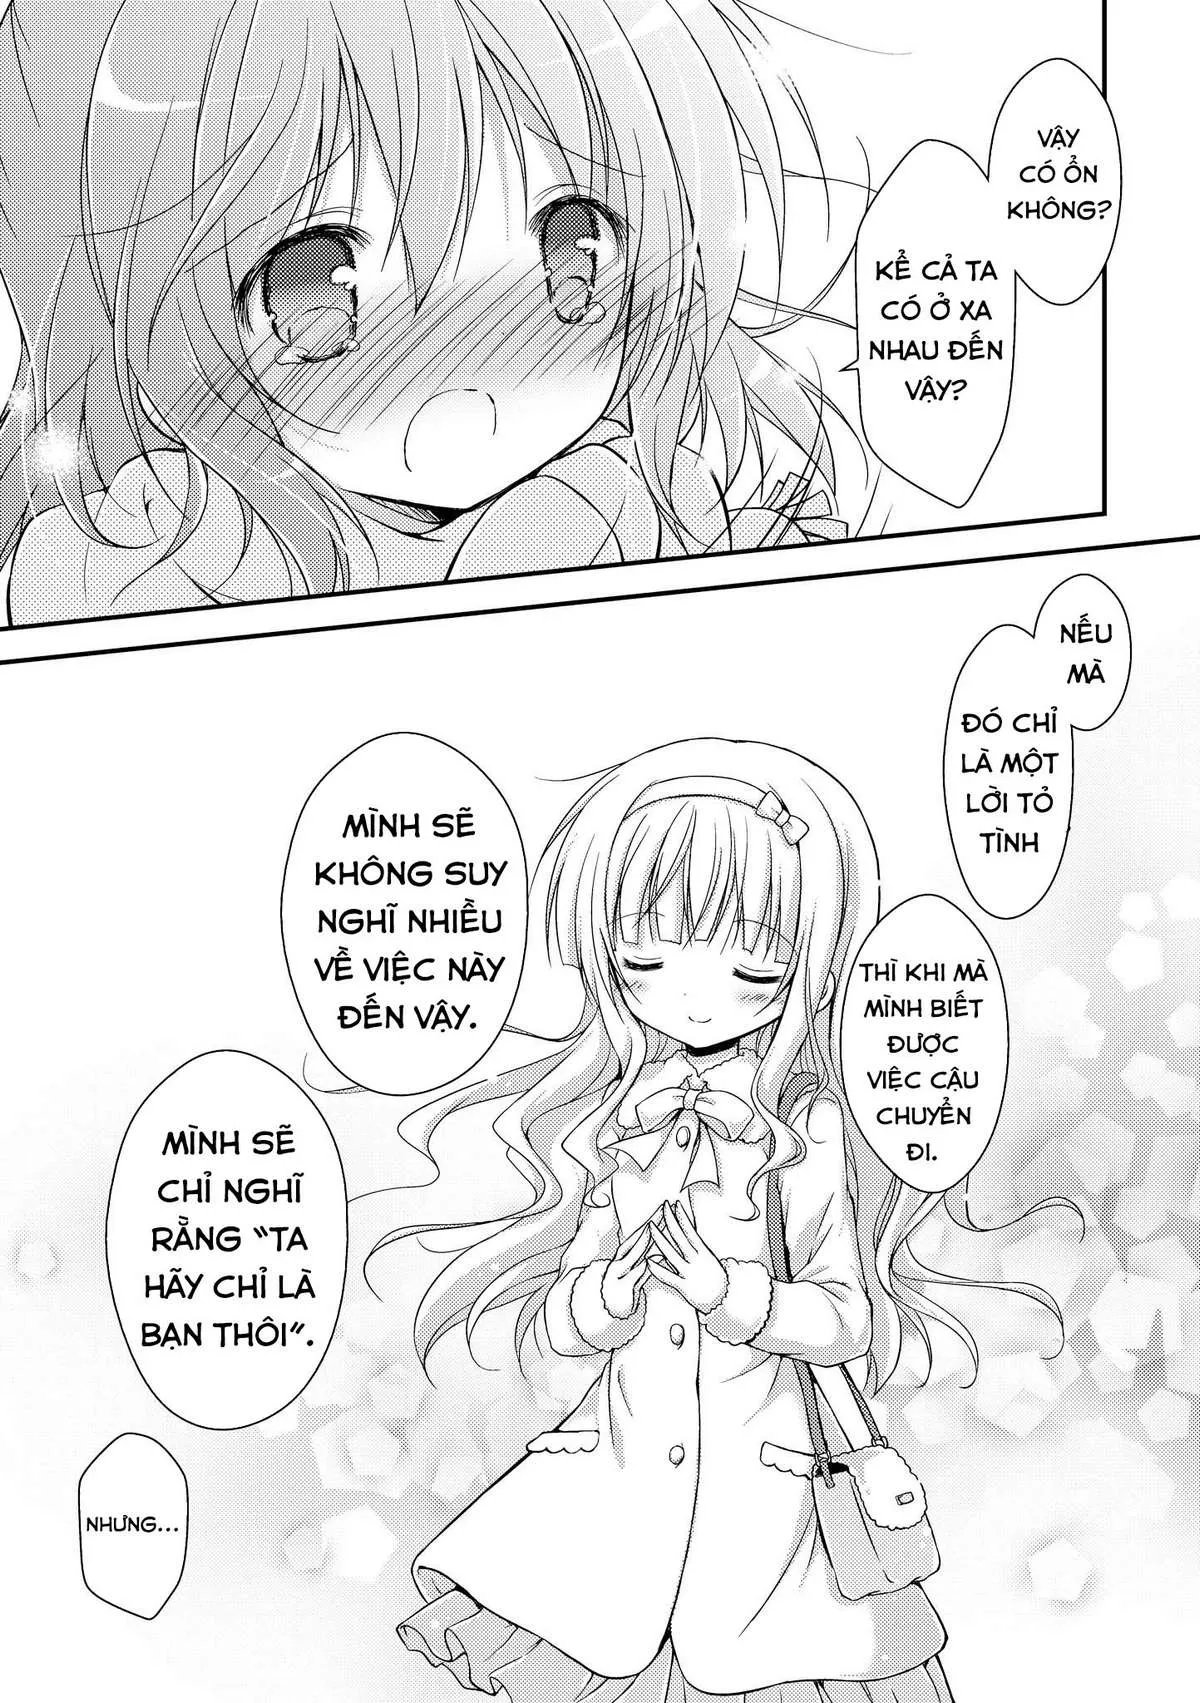 VẬY
CÓ ỔN
KHÔNG?
KỂ CẢ TA
CÓ Ở XA
NHAU ĐẾN
VẬY?
NẾU
MÀ
ĐÓ CHỈ
LÀ MỘT
LỜI TỎ
TÌNH
THÌ KHI MÀ
MÌNH BIẾT
ĐƯỢC
VIỆC CẬU
CHUYỂN
ĐI.
MÌNH SẼ
KHÔNG SUY
NGHĨ NHIỀU
VỀ VIỆC NÀY
ĐẾN VẬY.
MÌNH SẼ
CHỈ NGHĨ
RẰNG "TA
HÃY CHỈ LÀ
BẠN THÔI".
NHƯNG...